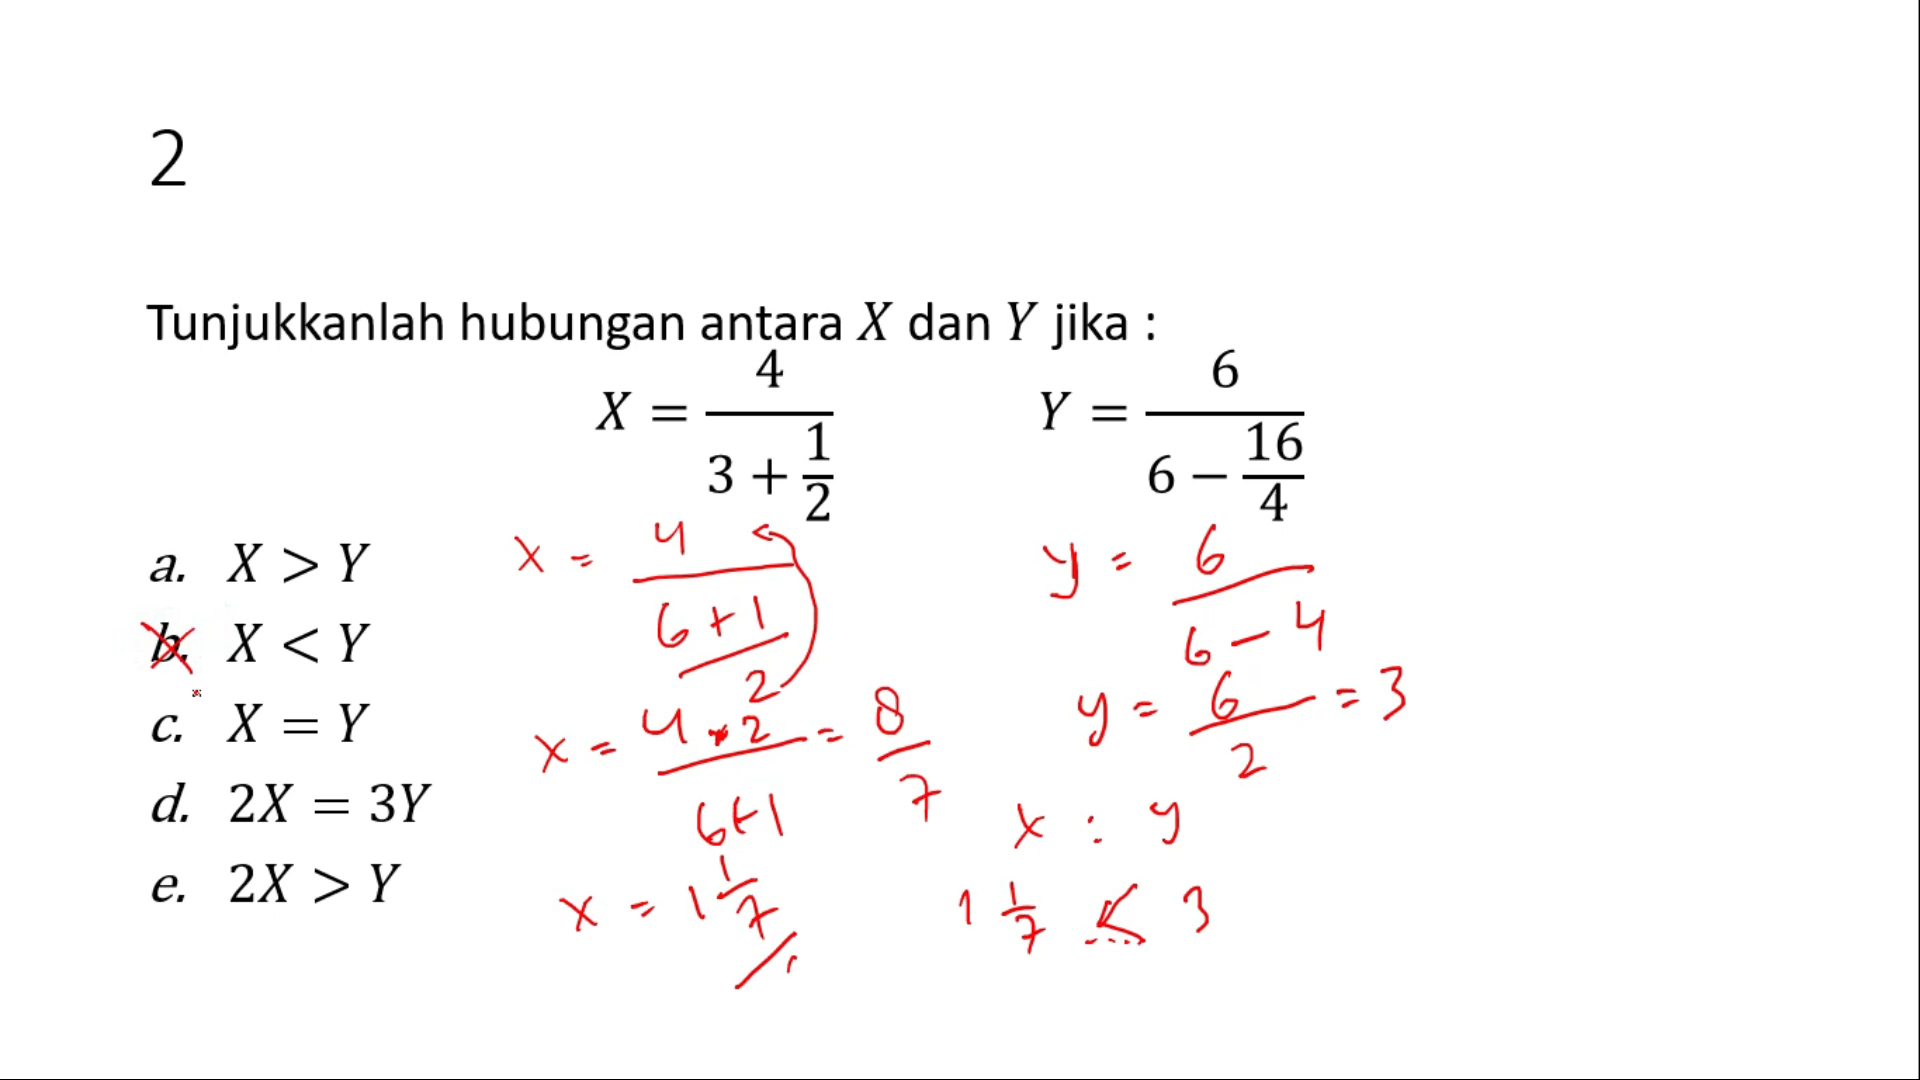 2
Tunjukkanlah hubungan antara X dan Y jika :
X = 4 / (3 + 1/2)
Y = 6 / (6 − 16/4)
a. X > Y
b. X < Y
c. X = Y
d. 2X = 3Y
e. 2X > Y
x = 4 / ((6 + 1) / 2)
x = 4 . 2 / (6 + 1) = 8/7
x = 1 1/7
y = 6 / (6 − 4)
y = 6/2 = 3
x : y
1 1/7 < 3